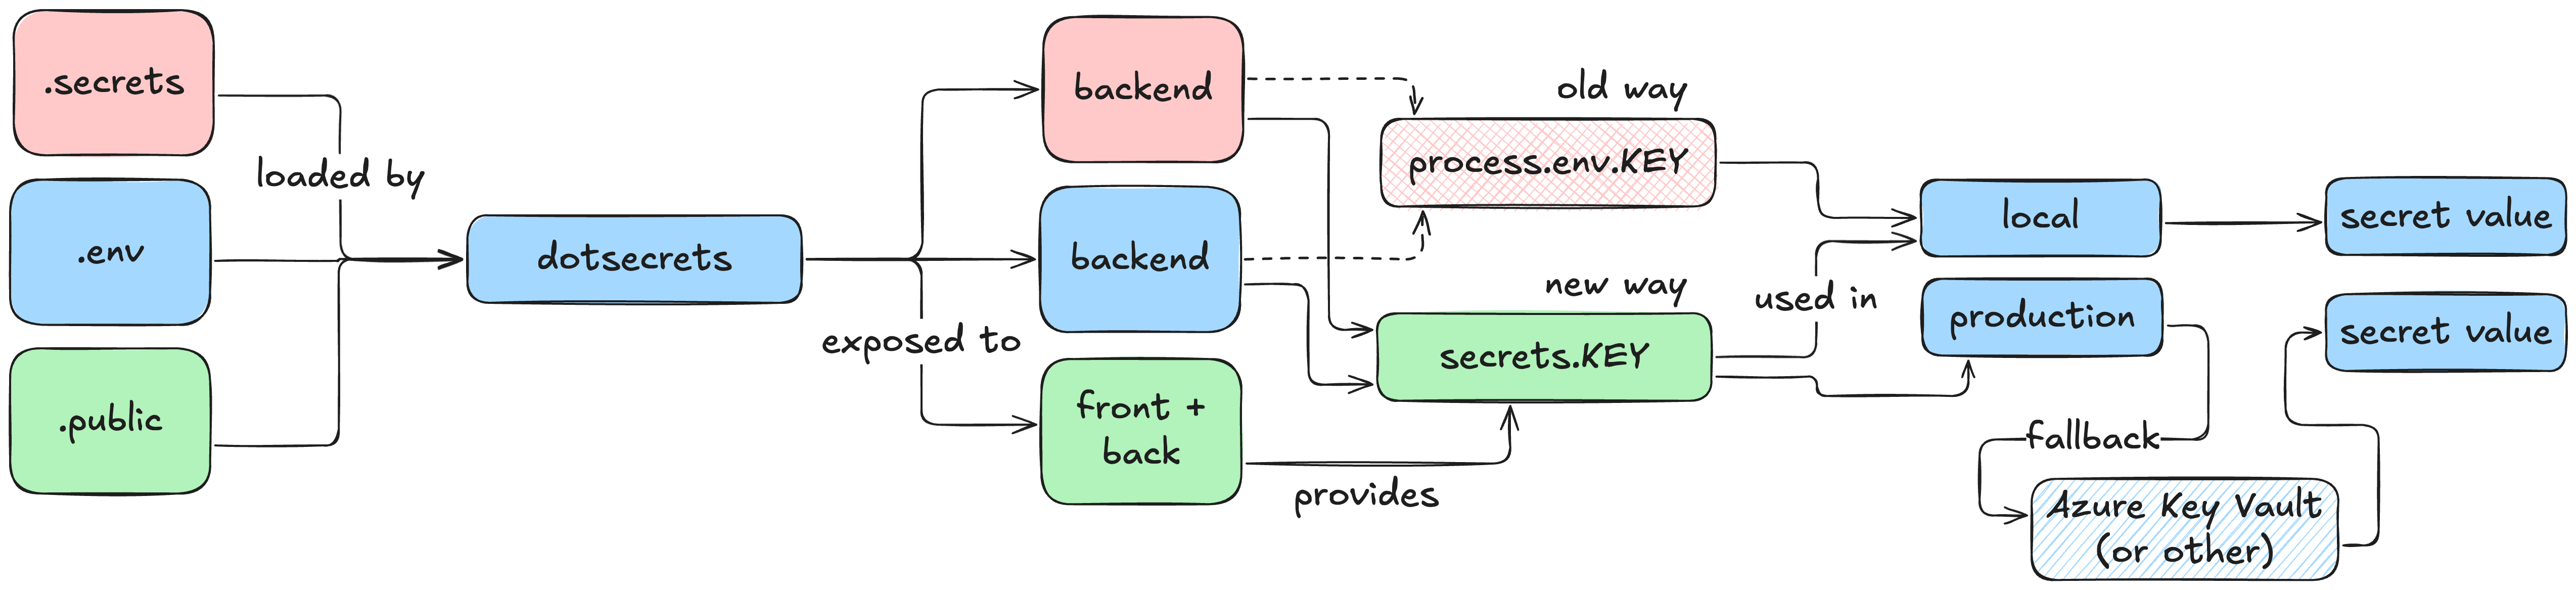 .secrets
loaded by
.env
.public
dotsecrets
exposed to
backend
backend
front +
back
provides
old way
process.env.KEY
new way
secrets.KEY
used in
local
production
fallback
Azure Key Vault
(or other)
secret value
secret value